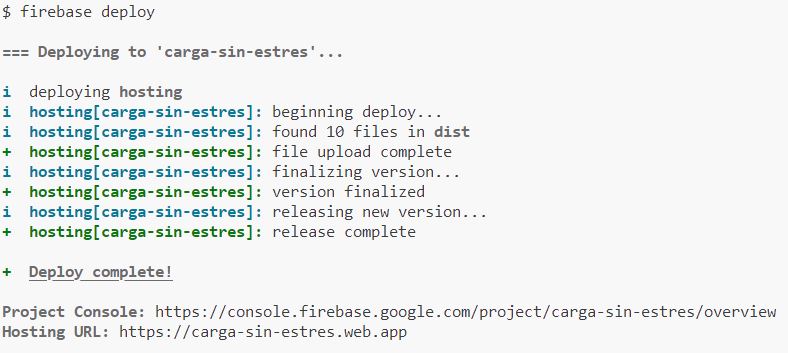 $ firebase deploy
=== Deploying to 'carga-sin-estres'...
i deploying hosting
i hosting[carga-sin-estres]: beginning deploy...
i hosting[carga-sin-estres]: found 10 files in dist
+ hosting[carga-sin-estres]: file upload complete
i hosting[carga-sin-estres]: finalizing version...
+ hosting[carga-sin-estres]: version finalized
i hosting[carga-sin-estres]: releasing new version...
+ hosting[carga-sin-estres]: release complete
+ Deploy complete!
Project Console: https://console.firebase.google.com/project/carga-sin-estres/overview
Hosting URL: https://carga-sin-estres.web.app